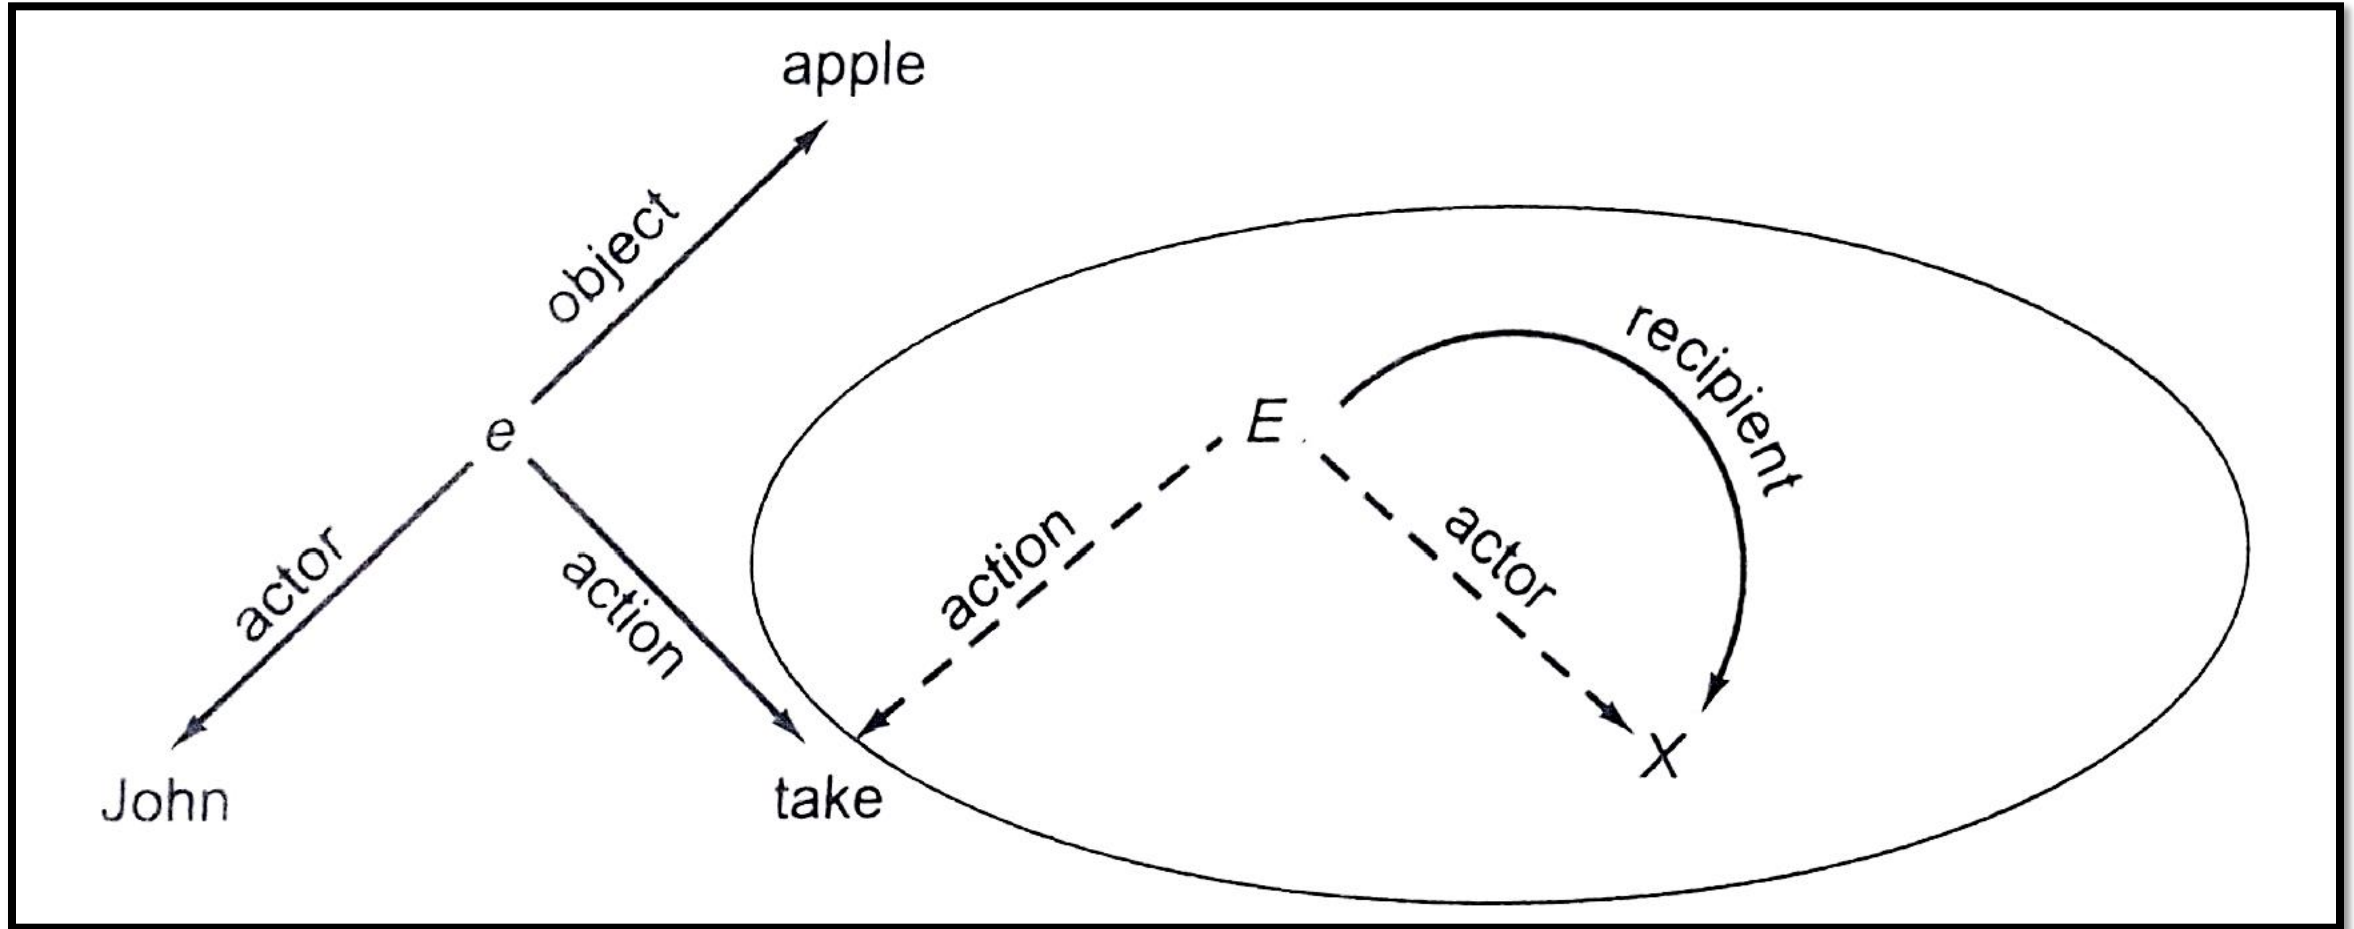 apple
object
recipient
e
E
actor
action
action
actor
John
take
X